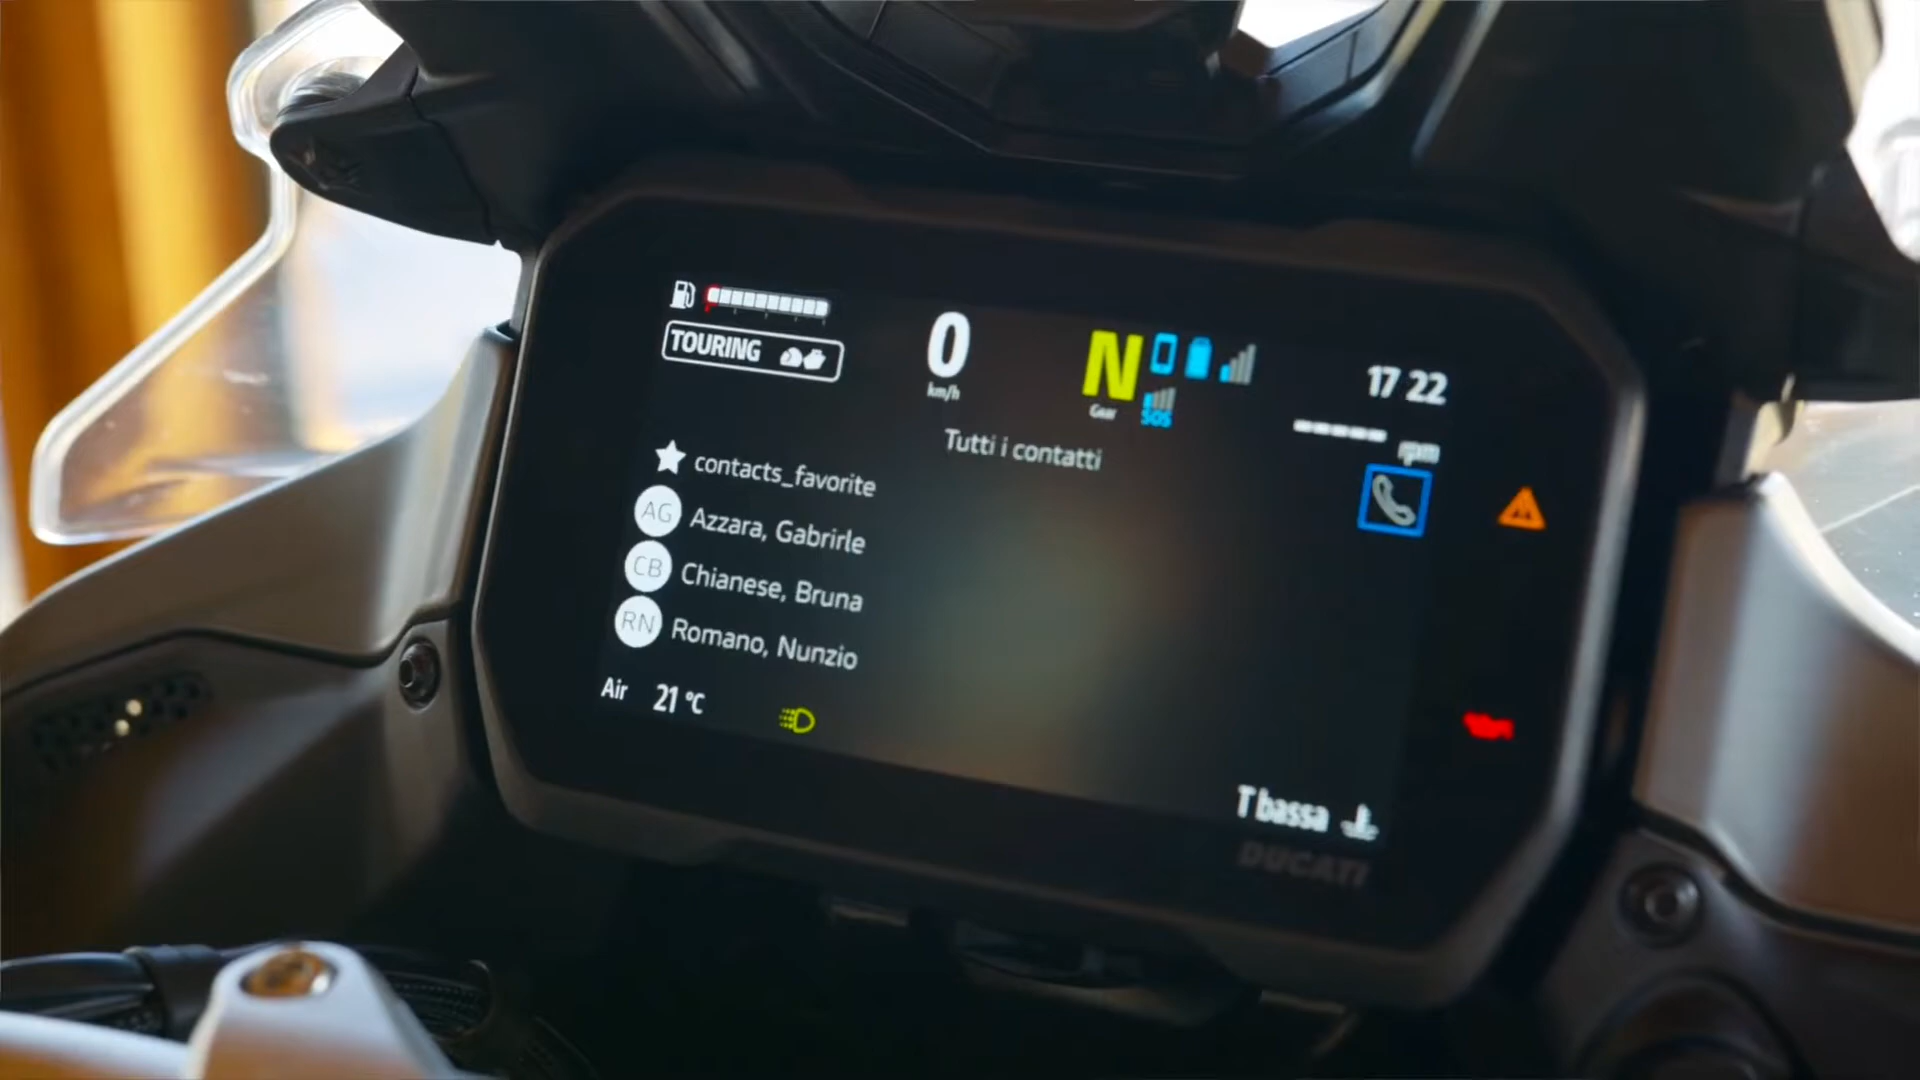 TOURING
0
km/h
N
Gear
SOS
17 22
rpm
Tutti i contatti
contacts_favorite
AG Azzara, Gabrirle
CB Chianese, Bruna
RN Romano, Nunzio
Air 21 °C
T bassa
DUCATI